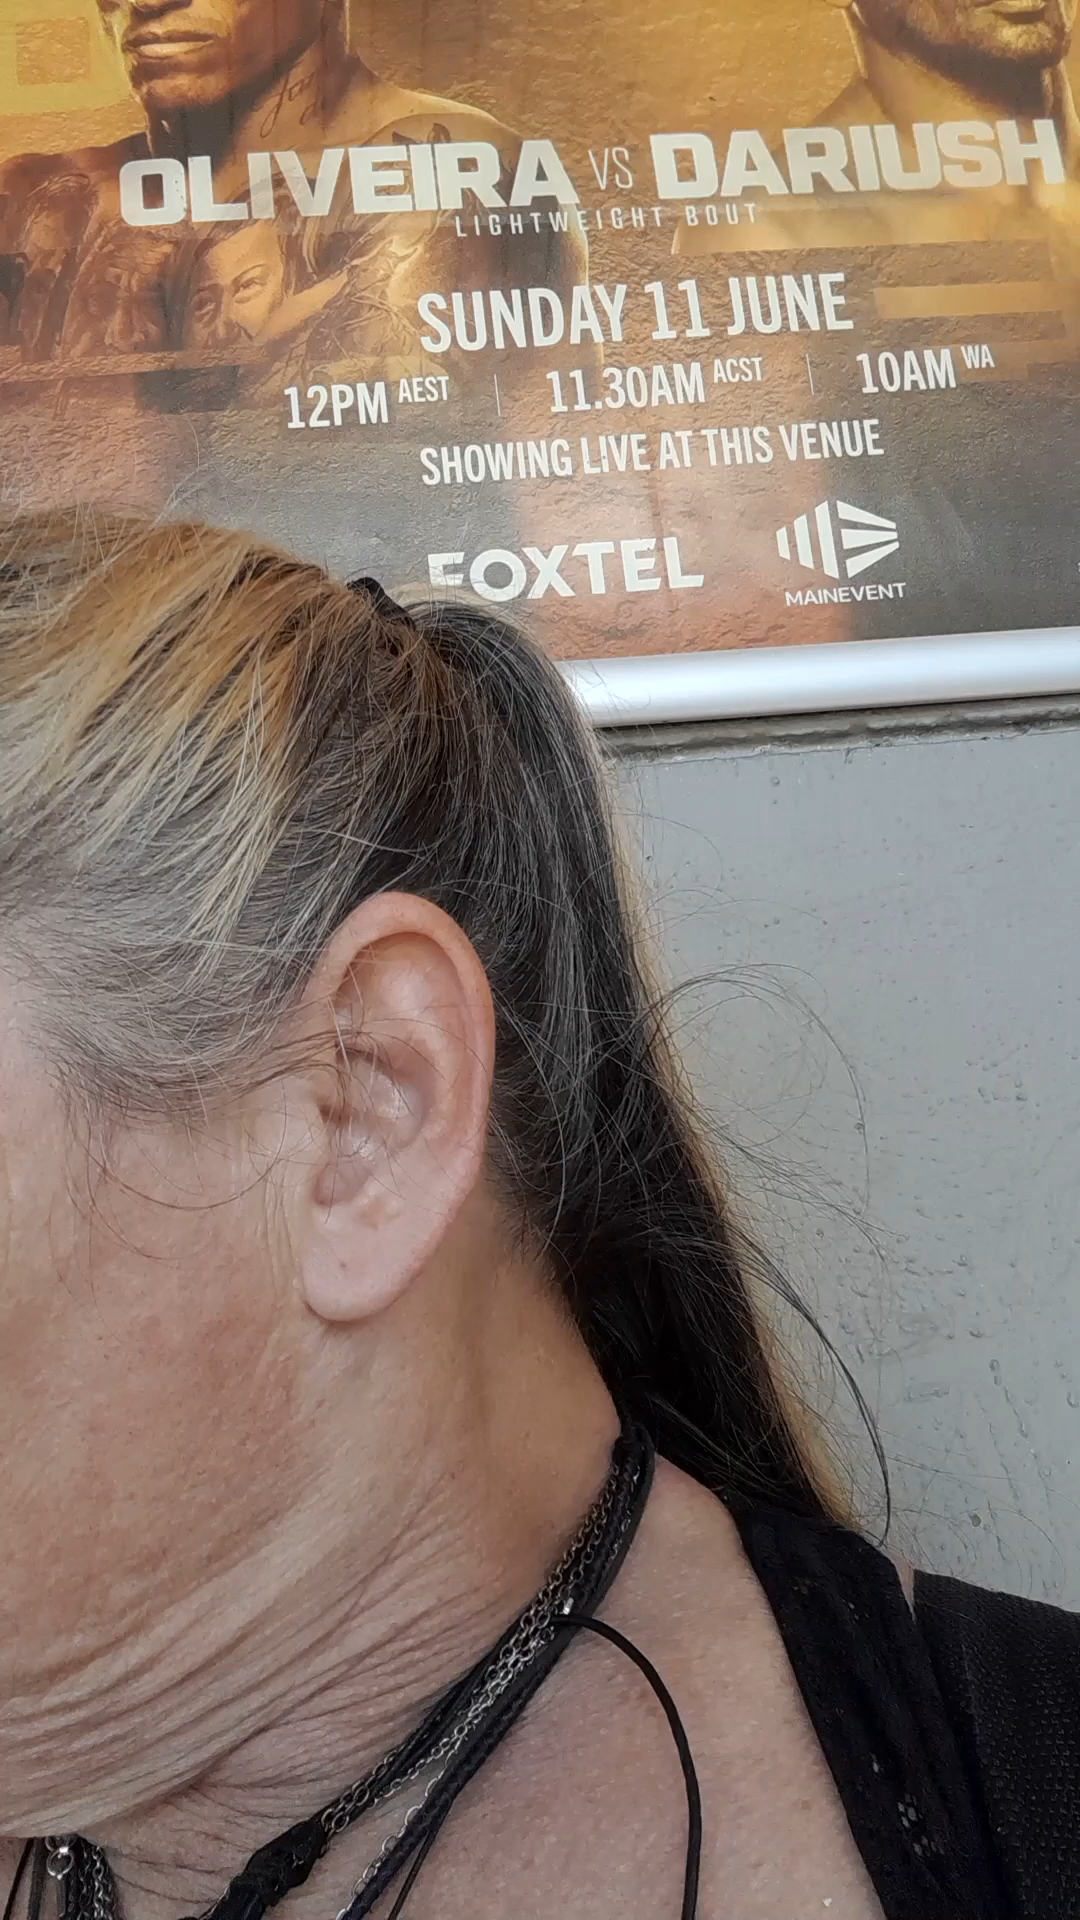 OLIVEIRA VS DARIUSH
LIGHTWEIGHT BOUT
SUNDAY 11 JUNE
12PM AEST | 11.30AM ACST | 10AM WA
SHOWING LIVE AT THIS VENUE
FOXTEL MAINEVENT